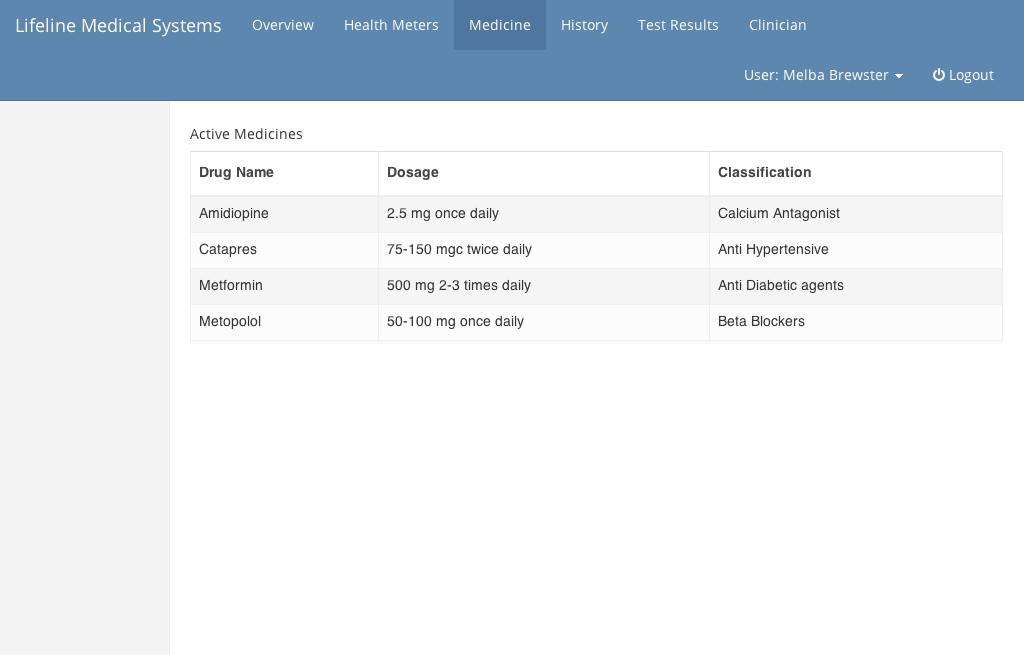 Lifeline Medical Systems Overview Health Meters Medicine History Test Results Clinician
User: Melba Brewster Logout
Active Medicines
Drug Name Dosage Classification
Amidiopine 2.5 mg once daily Calcium Antagonist
Catapres 75-150 mgc twice daily Anti Hypertensive
Metformin 500 mg 2-3 times daily Anti Diabetic agents
Metopolol 50-100 mg once daily Beta Blockers